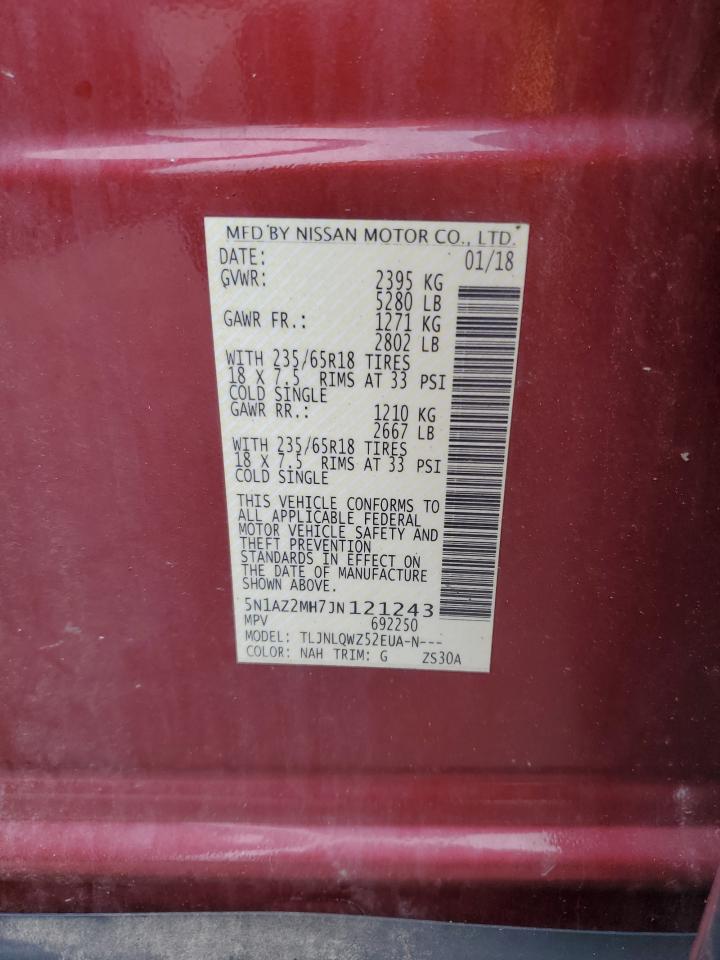 MFD BY NISSAN MOTOR CO., LTD.
DATE: 01/18
GVWR: 2395 KG
5280 LB
GAWR FR.: 1271 KG
2802 LB
WITH 235/65R18 TIRES
18 X 7.5 RIMS AT 33 PSI
COLD SINGLE
GAWR RR.: 1210 KG
2667 LB
WITH 235/65R18 TIRES
18 X 7.5 RIMS AT 33 PSI
COLD SINGLE
THIS VEHICLE CONFORMS TO
ALL APPLICABLE FEDERAL
MOTOR VEHICLE SAFETY AND
THEFT PREVENTION
STANDARDS IN EFFECT ON
THE DATE OF MANUFACTURE
SHOWN ABOVE.
5N1AZ2MH7JN121243
MPV 692250
MODEL: TLJNLQWZ52EUA-N---
COLOR: NAH TRIM: G ZS30A